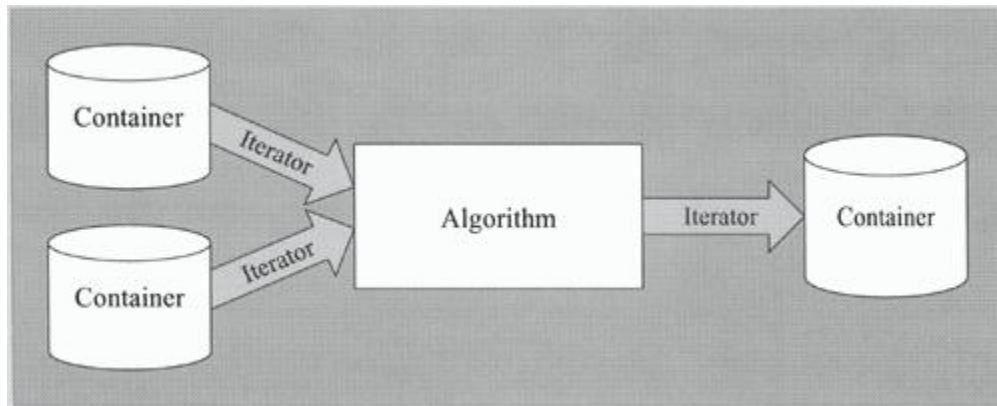 Container
Iterator
Algorithm
Iterator
Container
Iterator
Container